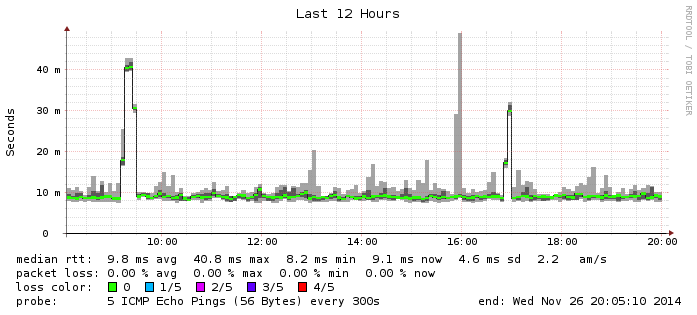 Last 12 Hours
RRDTOOL / TOBI OETIKER
Seconds
40 m
30 m
20 m
10 m
0
10:00 12:00 14:00 16:00 18:00 20:00
median rtt: 9.8 ms avg 40.8 ms max 8.2 ms min 9.1 ms now 4.6 ms sd 2.2 am/s
packet loss: 0.00 % avg 0.00 % max 0.00 % min 0.00 % now
loss color: 0 1/5 2/5 3/5 4/5
probe: 5 ICMP Echo Pings (56 Bytes) every 300s end: Wed Nov 26 20:05:10 2014